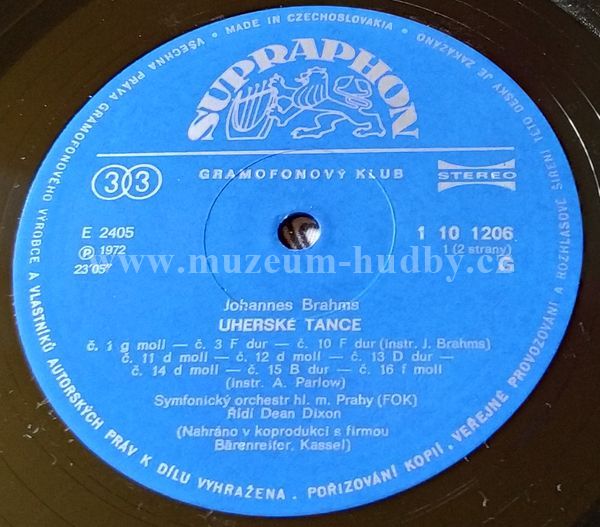 VŠECHNA PRÁVA GRAMOFONOVÉHO VÝROBCE A VLASTNÍKŮ AUTORSKÝCH PRÁV K DÍLU VYHRAŽENA . POŘIZOVÁNÍ KOPIÍ . VEŘEJNÉ PROVOZOVÁNÍ A ROZHLASOVÉ ŠÍŘENÍ TÉTO DESKY JE ZAKÁZÁNO
MADE IN CZECHOSLOVAKIA
SUPRAPHON
GRAMOFONOVÝ KLUB
33
STEREO
E 2405
1 10 1206
Ⓟ 1972
1 (2 strany)
23'05"
G
www.muzeum-hudby.cz
Johannes Brahms
UHERSKÉ TANCE
č. 1 g moll — č. 3 F dur — č. 10 F dur (instr. J. Brahms)
č. 11 d moll — č. 12 d moll — č. 13 D dur —
č. 14 d moll — č. 15 B dur — č. 16 f moll
(instr. A. Parlow)
Symfonický orchestr hl. m. Prahy (FOK)
Řídí Dean Dixon
(Nahráno v koprodukci s firmou
Bärenreiter, Kassel)